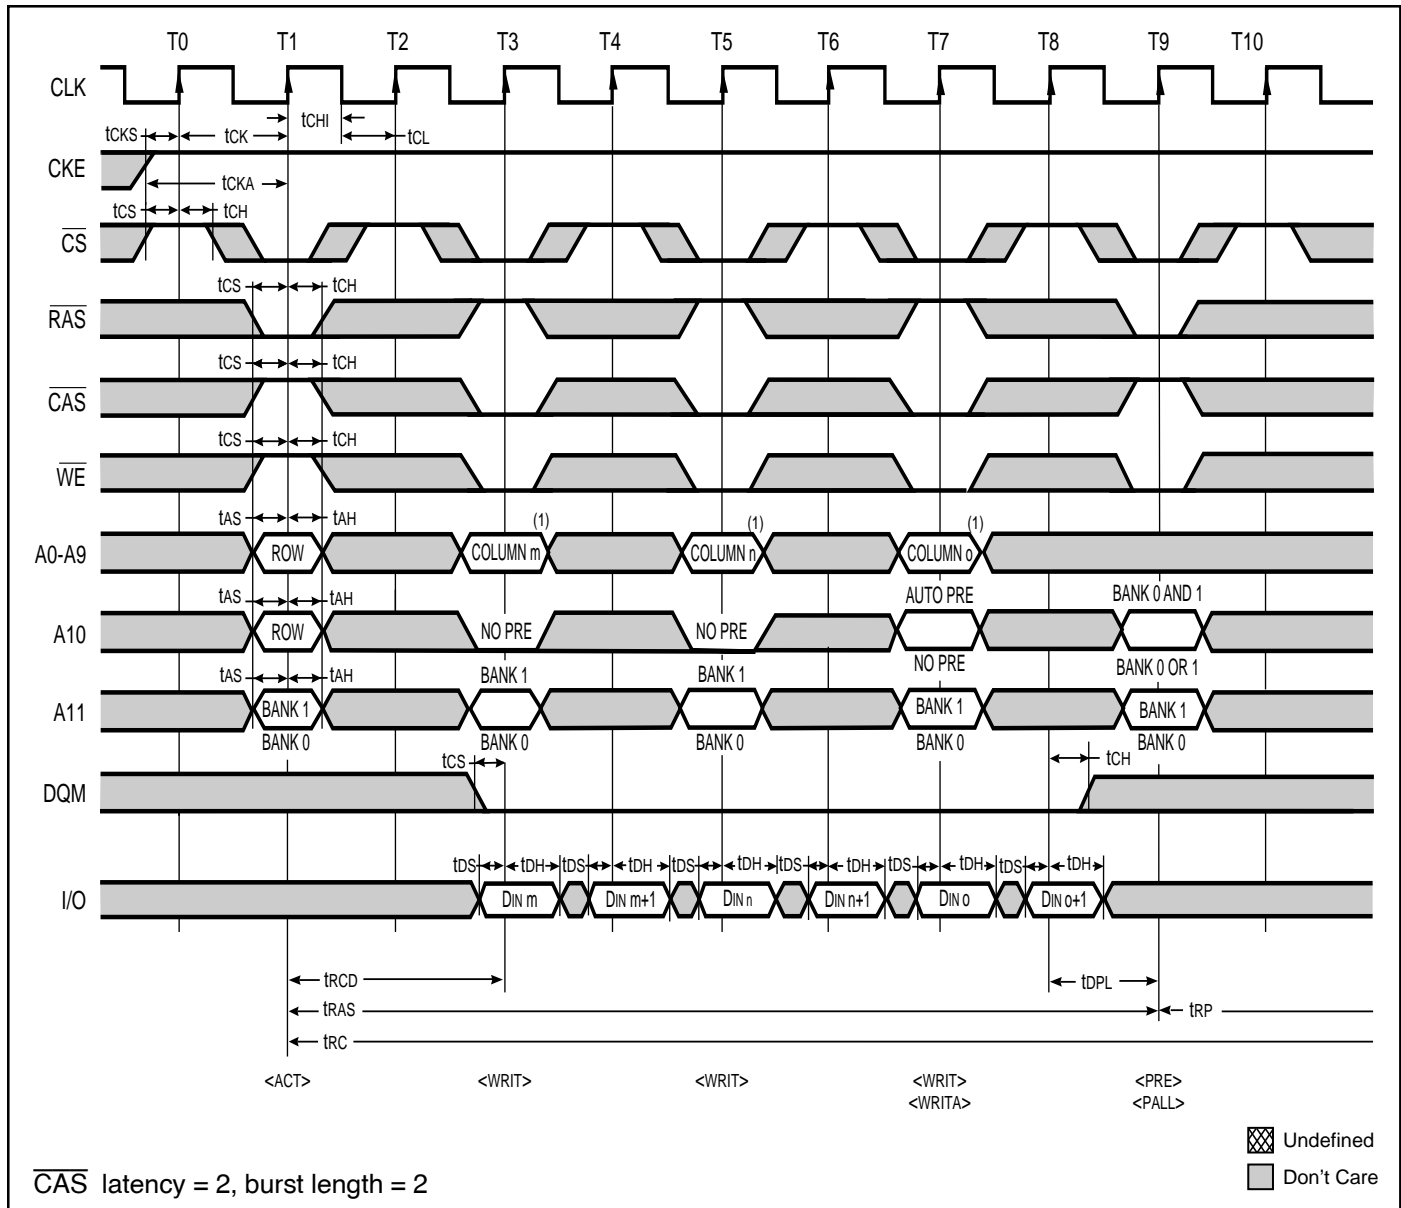 T0 T1 T2 T3 T4 T5 T6 T7 T8 T9 T10
CLK
tCHI
tCKS tCK tCL
CKE
tCKA
tCS tCH
CS
tCS tCH
RAS
tCS tCH
CAS
tCS tCH
WE
tAS tAH (1) (1) (1)
A0-A9 ROW COLUMN m COLUMN n COLUMN o
tAS tAH AUTO PRE BANK 0 AND 1
A10 ROW NO PRE NO PRE
NO PRE BANK 0 OR 1
tAS tAH BANK 1 BANK 1
A11 BANK 1 BANK 1 BANK 1
BANK 0 BANK 0 BANK 0 BANK 0 BANK 0
tCS tCH
DQM
tDS tDH tDS tDH tDS tDH tDS tDH tDS tDH tDS tDH
I/O DIN m DIN m+1 DIN n DIN n+1 DIN o DIN o+1
tRCD tDPL
tRAS tRP
tRC
<ACT> <WRIT> <WRIT> <WRIT> <PRE>
<WRITA> <PALL>
Undefined
Don't Care
CAS latency = 2, burst length = 2